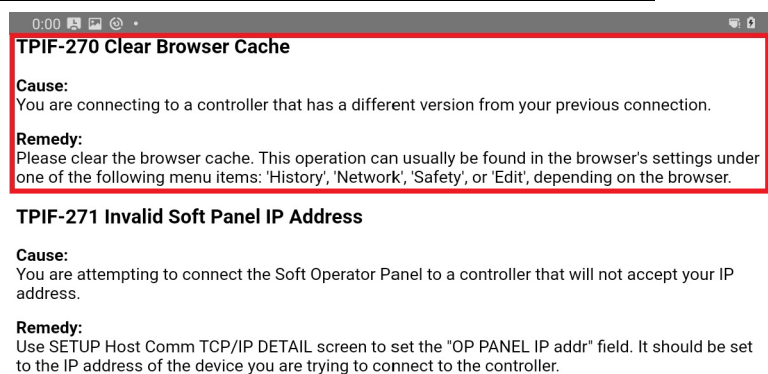 0:00
TPIF-270 Clear Browser Cache
Cause:
You are connecting to a controller that has a different version from your previous connection.
Remedy:
Please clear the browser cache. This operation can usually be found in the browser's settings under
one of the following menu items: 'History', 'Network', 'Safety', or 'Edit', depending on the browser.
TPIF-271 Invalid Soft Panel IP Address
Cause:
You are attempting to connect the Soft Operator Panel to a controller that will not accept your IP
address.
Remedy:
Use SETUP Host Comm TCP/IP DETAIL screen to set the "OP PANEL IP addr" field. It should be set
to the IP address of the device you are trying to connect to the controller.